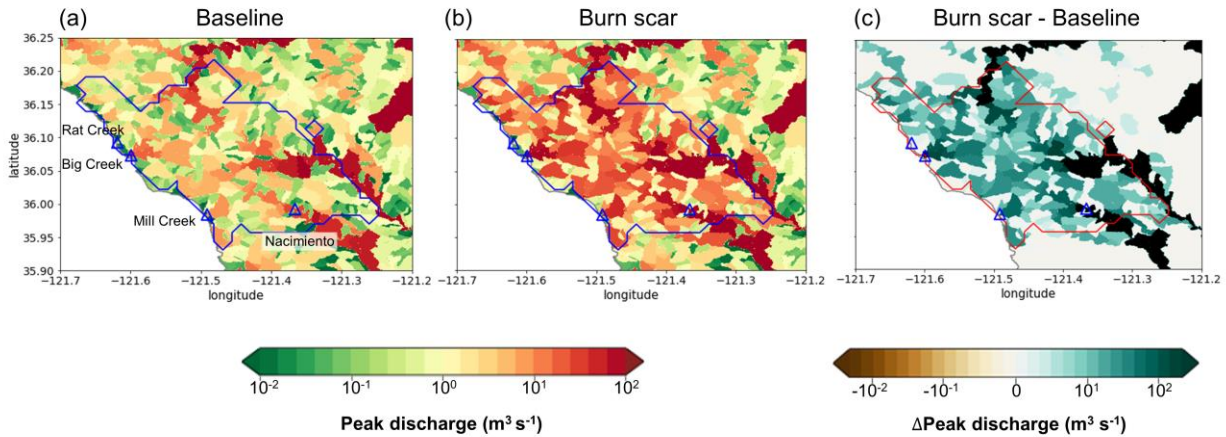 (a) Baseline
(b) Burn scar
(c) Burn scar - Baseline
36.25
36.20
36.15
36.10
36.05
36.00
35.95
35.90
latitude
Rat Creek
Big Creek
Mill Creek
Nacimiento
−121.7 −121.6 −121.5 −121.4 −121.3 −121.2
longitude
−121.7 −121.6 −121.5 −121.4 −121.3 −121.2
longitude
−121.7 −121.6 −121.5 −121.4 −121.3 −121.2
longitude
10⁻² 10⁻¹ 10⁰ 10¹ 10²
Peak discharge (m³ s⁻¹)
-10⁻² -10⁻¹ 0 10¹ 10²
ΔPeak discharge (m³ s⁻¹)